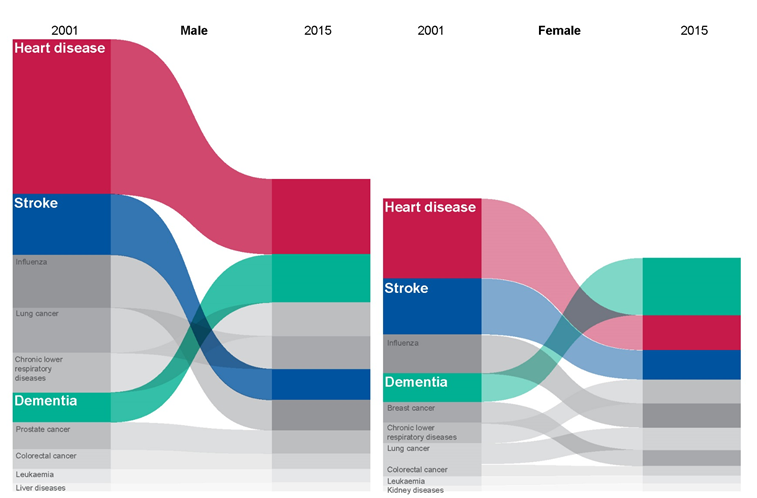 2001 Male 2015
Heart disease
Stroke
Influenza
Lung cancer
Chronic lower
respiratory
diseases
Dementia
Prostate cancer
Colorectal cancer
Leukaemia
Liver diseases
2001 Female 2015
Heart disease
Stroke
Influenza
Dementia
Breast cancer
Chronic lower
respiratory diseases
Lung cancer
Colorectal cancer
Leukaemia
Kidney diseases